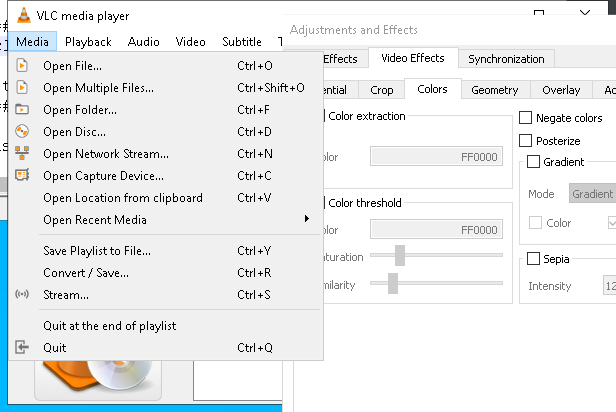 VLC media player
Media Playback Audio Video Subtitle T
Open File... Ctrl+O
Open Multiple Files... Ctrl+Shift+O
Open Folder... Ctrl+F
Open Disc... Ctrl+D
Open Network Stream... Ctrl+N
Open Capture Device... Ctrl+C
Open Location from clipboard Ctrl+V
Open Recent Media
Save Playlist to File... Ctrl+Y
Convert / Save... Ctrl+R
Stream... Ctrl+S
Quit at the end of playlist
Quit Ctrl+Q
Adjustments and Effects
Effects Video Effects Synchronization
ential Crop Colors Geometry Overlay
Color extraction
olor FF0000
Color threshold
olor FF0000
aturation
milarity
Negate colors
Posterize
Gradient
Mode Gradient
Color
Sepia
Intensity 12